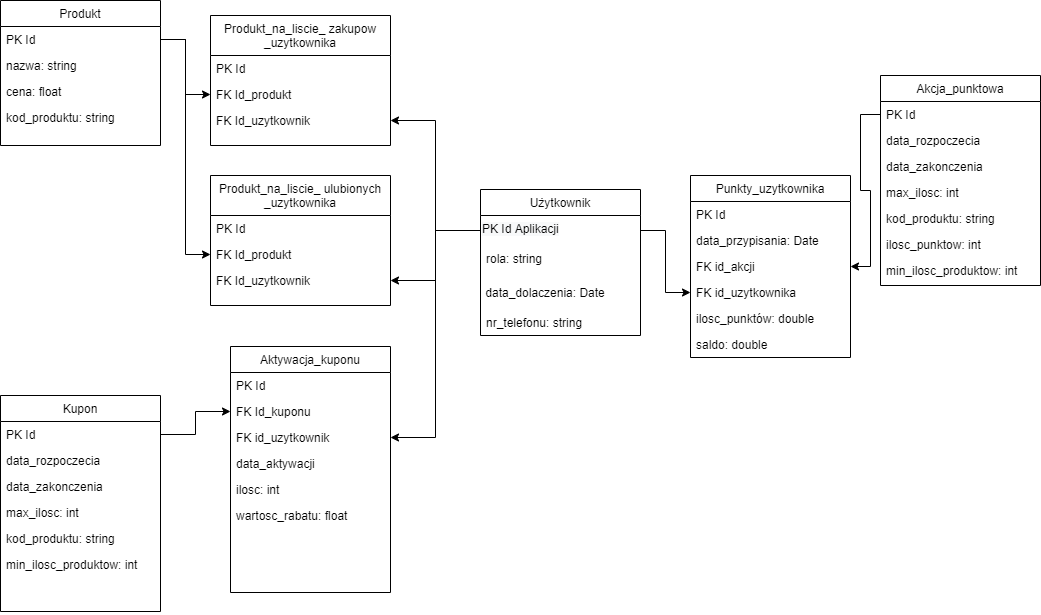 Produkt
PK Id
nazwa: string
cena: float
kod_produktu: string
Produkt_na_liscie_ zakupow
_uzytkownika
PK Id
FK Id_produkt
FK Id_uzytkownik
Produkt_na_liscie_ ulubionych
_uzytkownika
PK Id
FK Id_produkt
FK Id_uzytkownik
Użytkownik
PK Id Aplikacji
rola: string
data_dolaczenia: Date
nr_telefonu: string
Punkty_uzytkownika
PK Id
data_przypisania: Date
FK id_akcji
FK id_uzytkownika
ilosc_punktów: double
saldo: double
Akcja_punktowa
PK Id
data_rozpoczecia
data_zakonczenia
max_ilosc: int
kod_produktu: string
ilosc_punktow: int
min_ilosc_produktow: int
Kupon
PK Id
data_rozpoczecia
data_zakonczenia
max_ilosc: int
kod_produktu: string
min_ilosc_produktow: int
Aktywacja_kuponu
PK Id
FK Id_kuponu
FK id_uzytkownik
data_aktywacji
ilosc: int
wartosc_rabatu: float